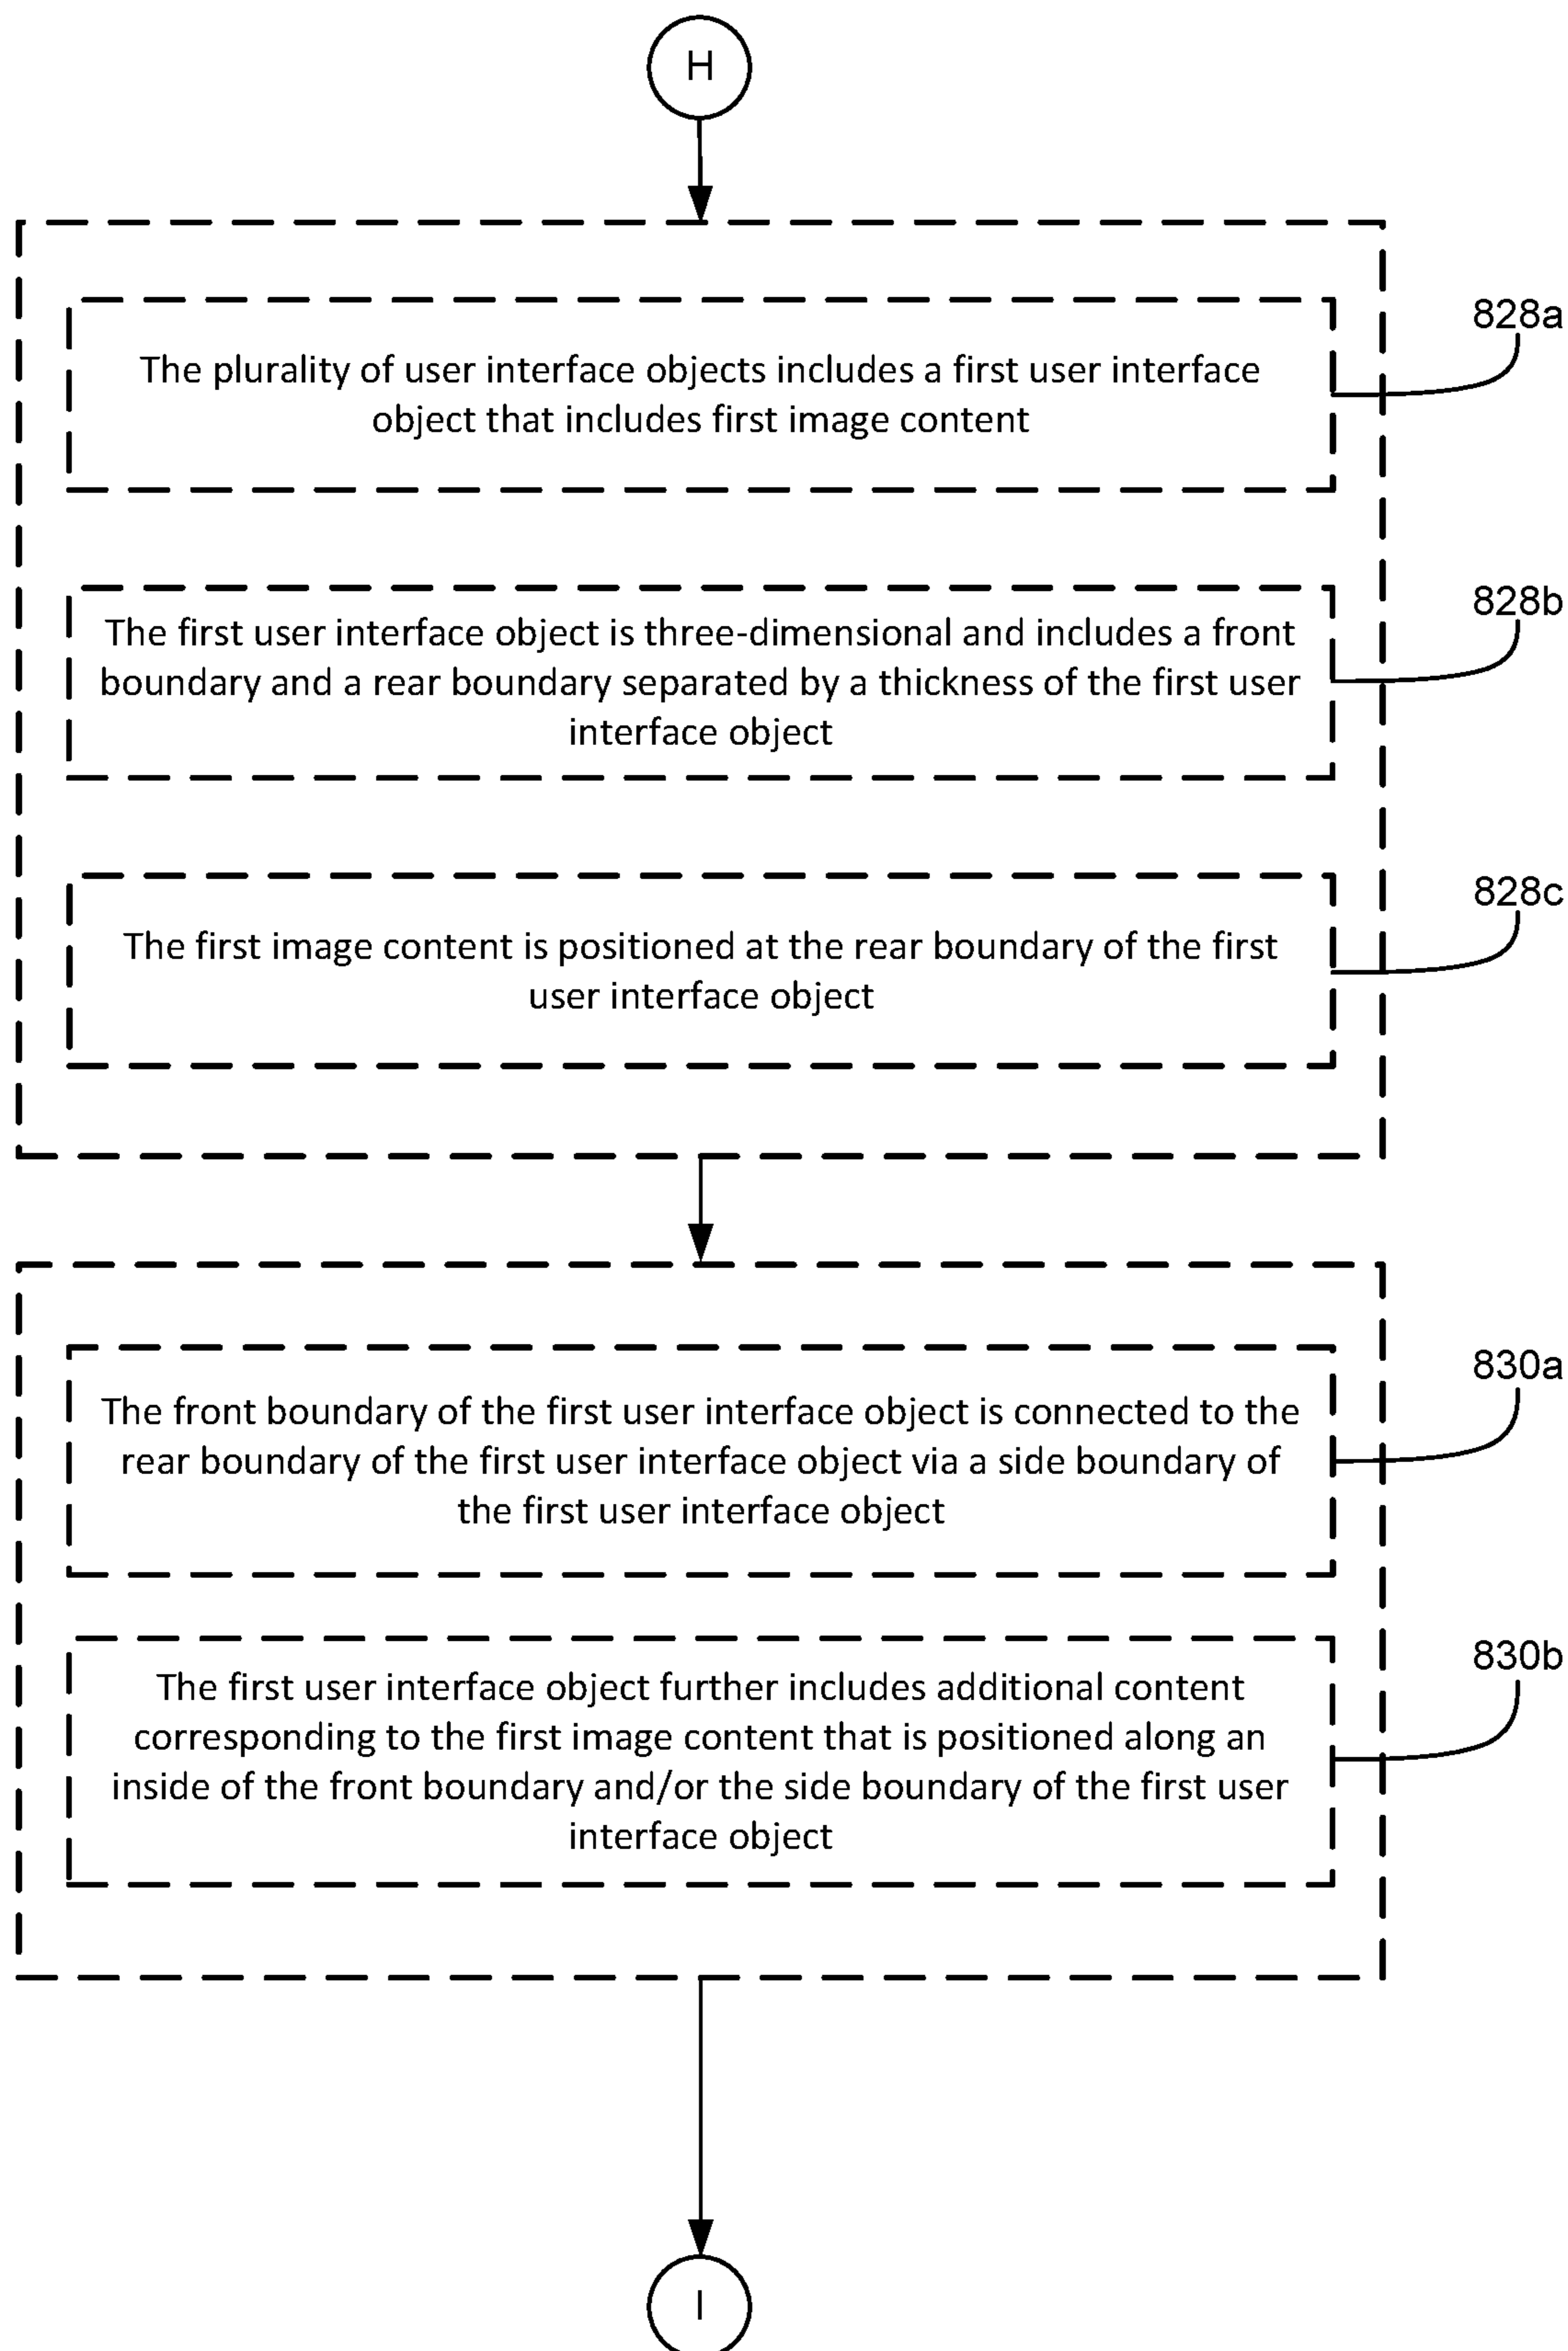 H
828a
The plurality of user interface objects includes a first user interface
object that includes first image content
828b
The first user interface object is three-dimensional and includes a front
boundary and a rear boundary separated by a thickness of the first user
interface object
828c
The first image content is positioned at the rear boundary of the first
user interface object
830a
The front boundary of the first user interface object is connected to the
rear boundary of the first user interface object via a side boundary of
the first user interface object
830b
The first user interface object further includes additional content
corresponding to the first image content that is positioned along an
inside of the front boundary and/or the side boundary of the first user
interface object
I